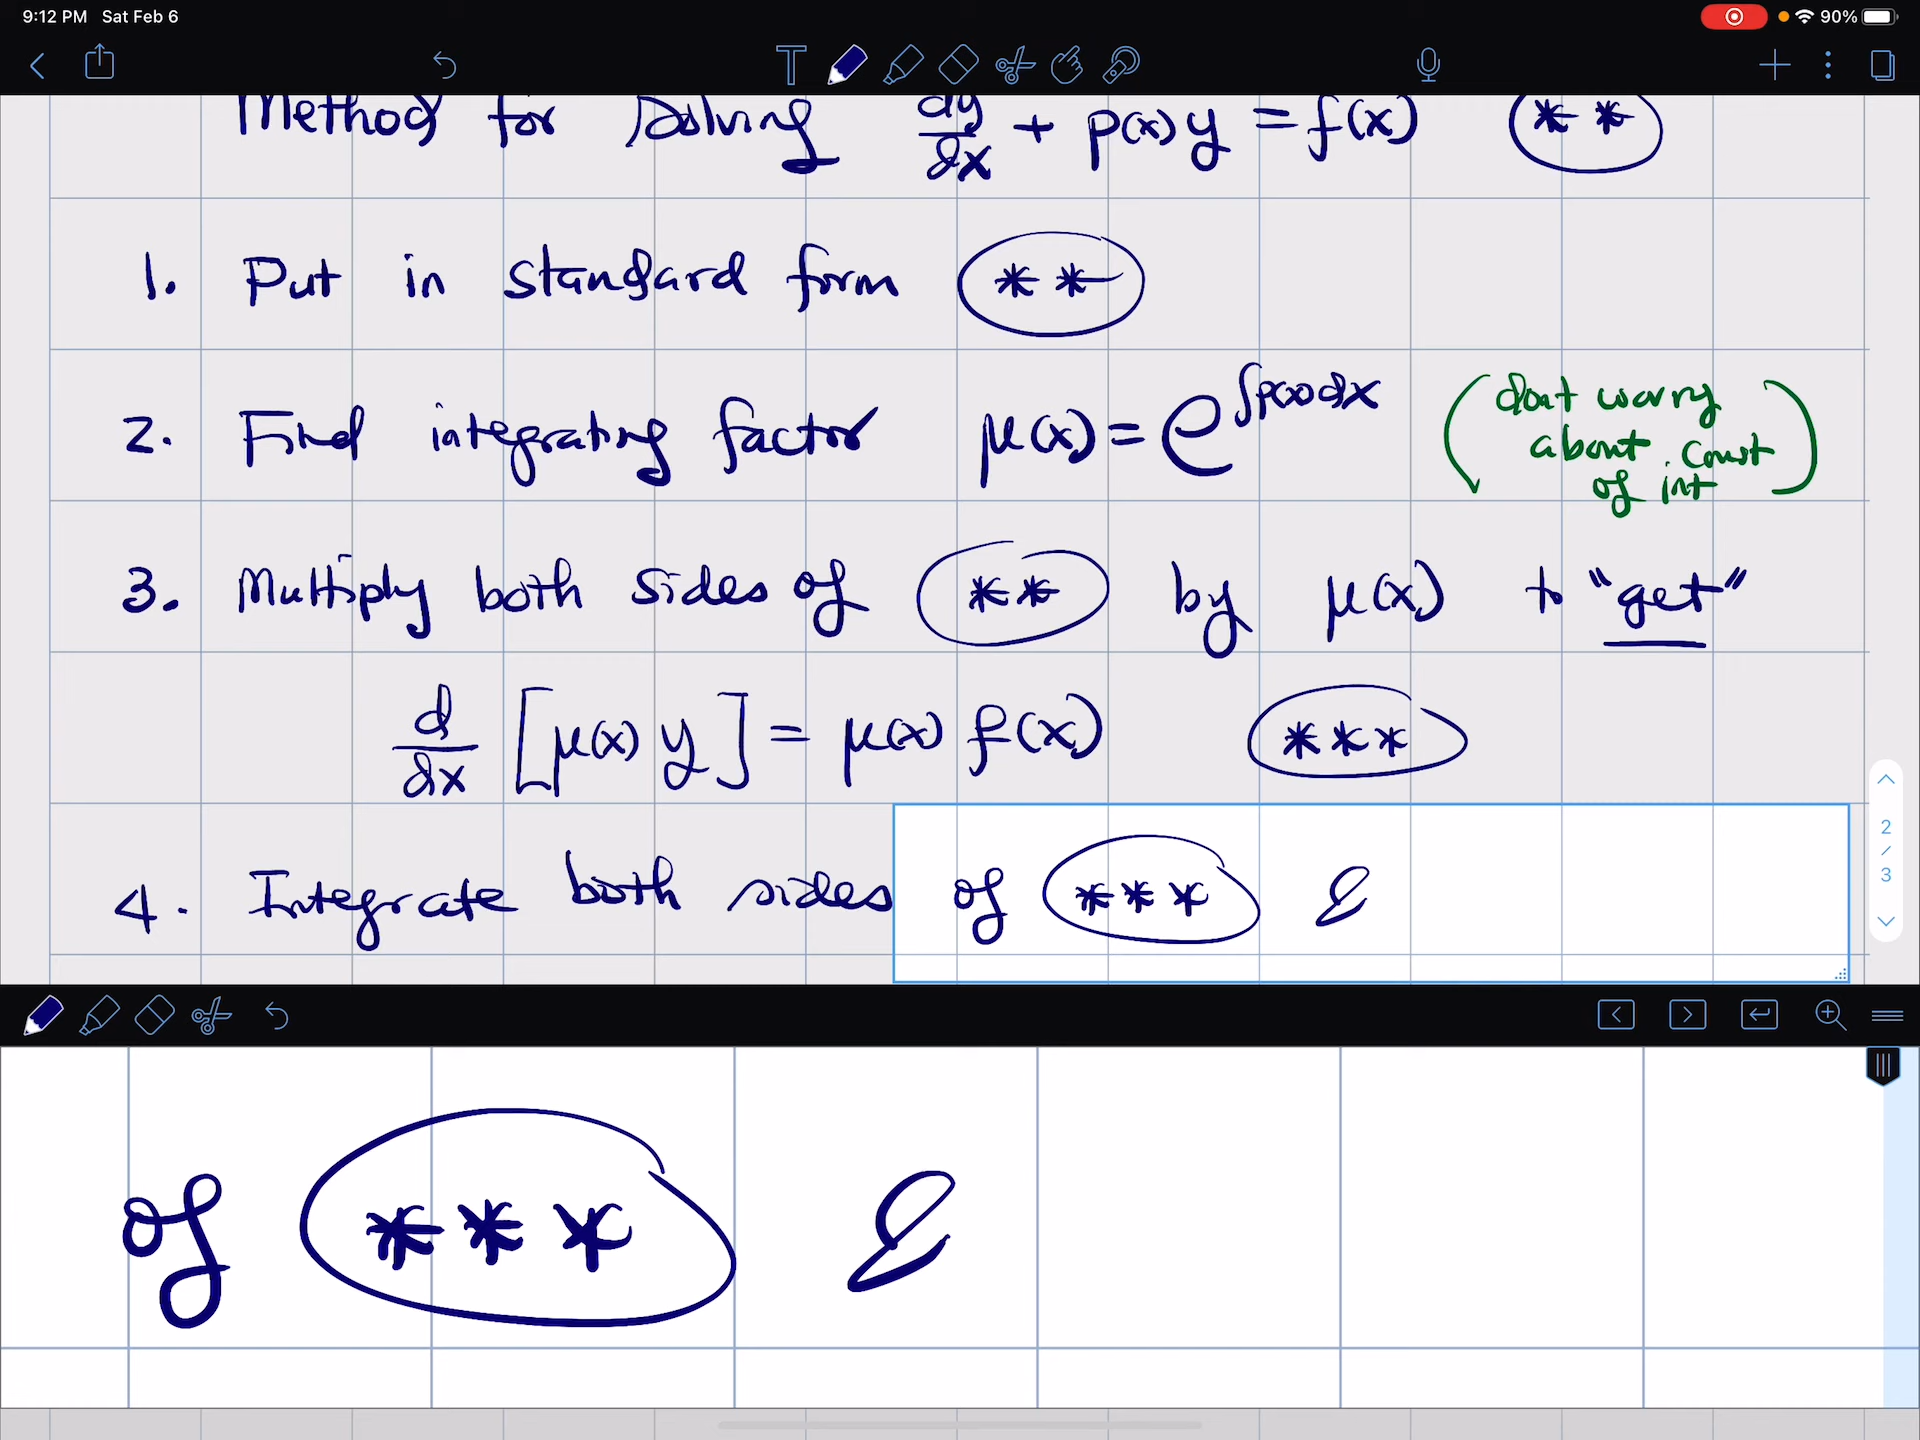 9:12 PM Sat Feb 6 90%
Method for solving dy/dx + p(x) y = f(x) (**)
1. Put in standard form (**)
2. Find integrating factor μ(x) = e^∫p(x)dx (dont worry about const of int)
3. Multiply both sides of (**) by μ(x) to "get"
d/dx [μ(x) y] = μ(x) f(x) (***)
4. Integrate both sides of (***) &
2 / 3
of (***) &